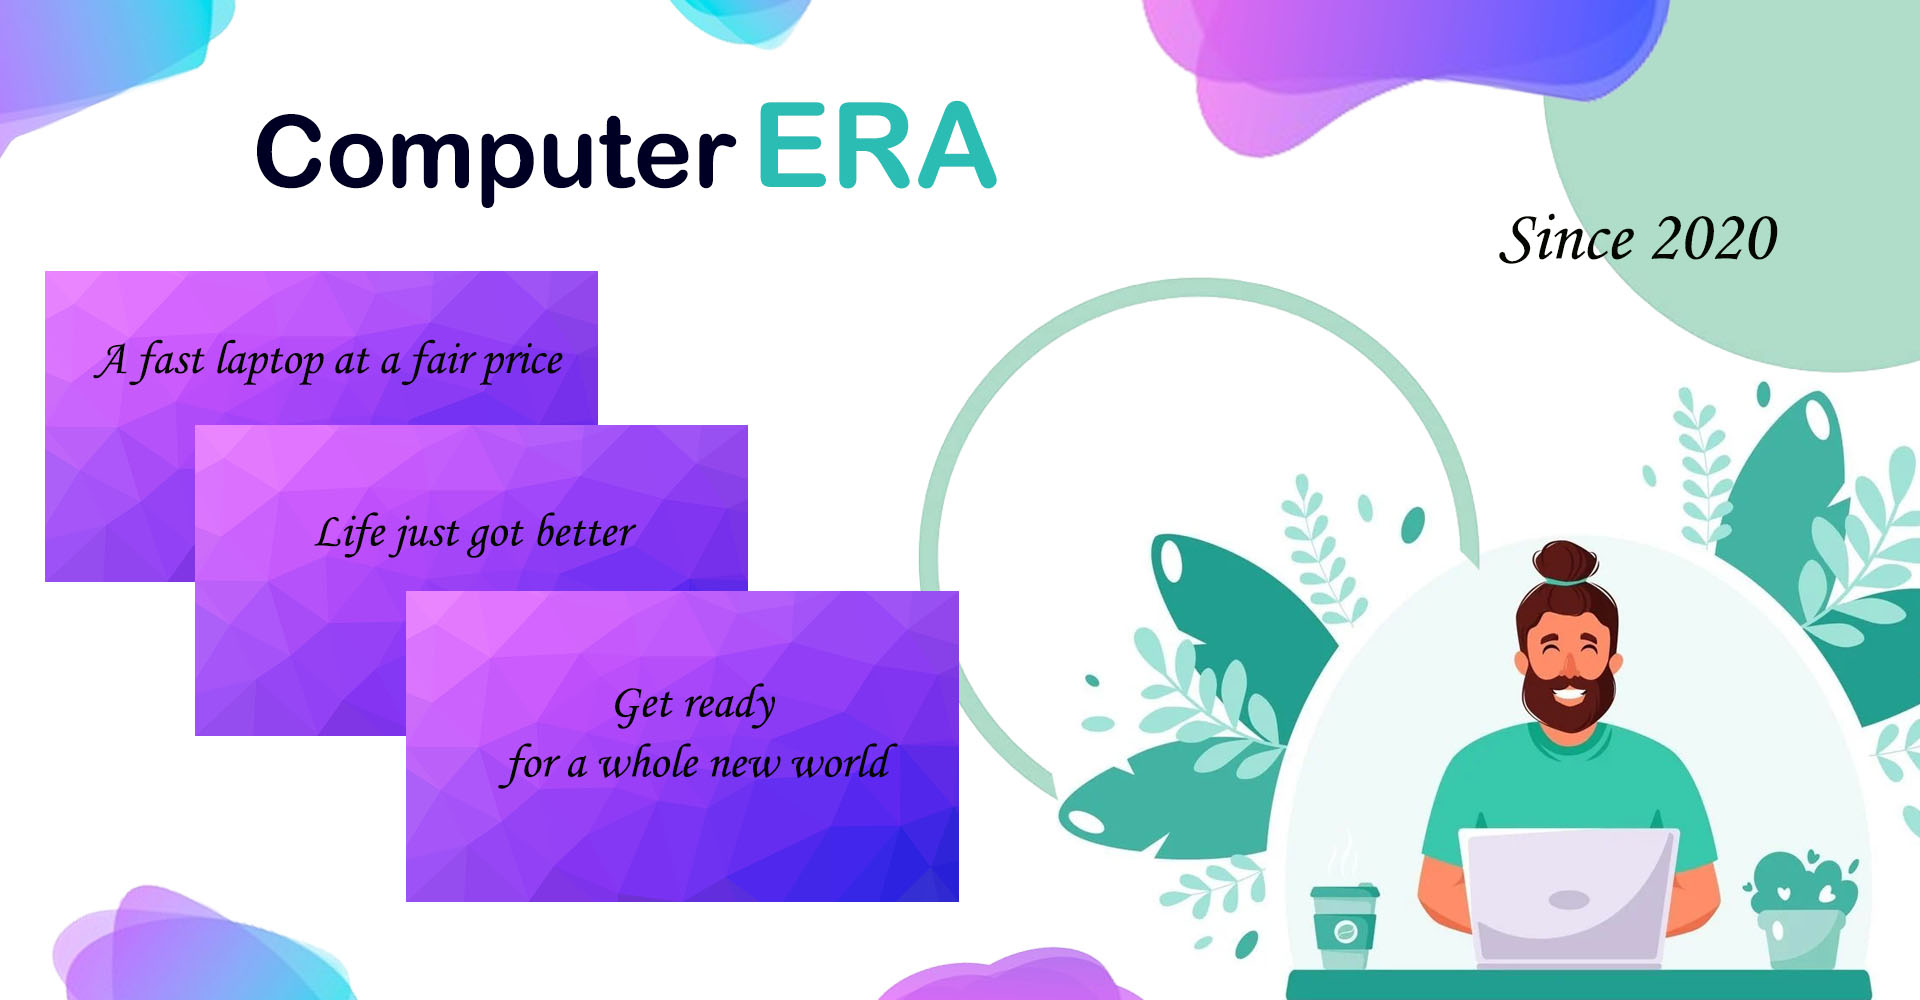 Computer ERA
Since 2020
A fast laptop at a fair price
Life just got better
Get ready
for a whole new world